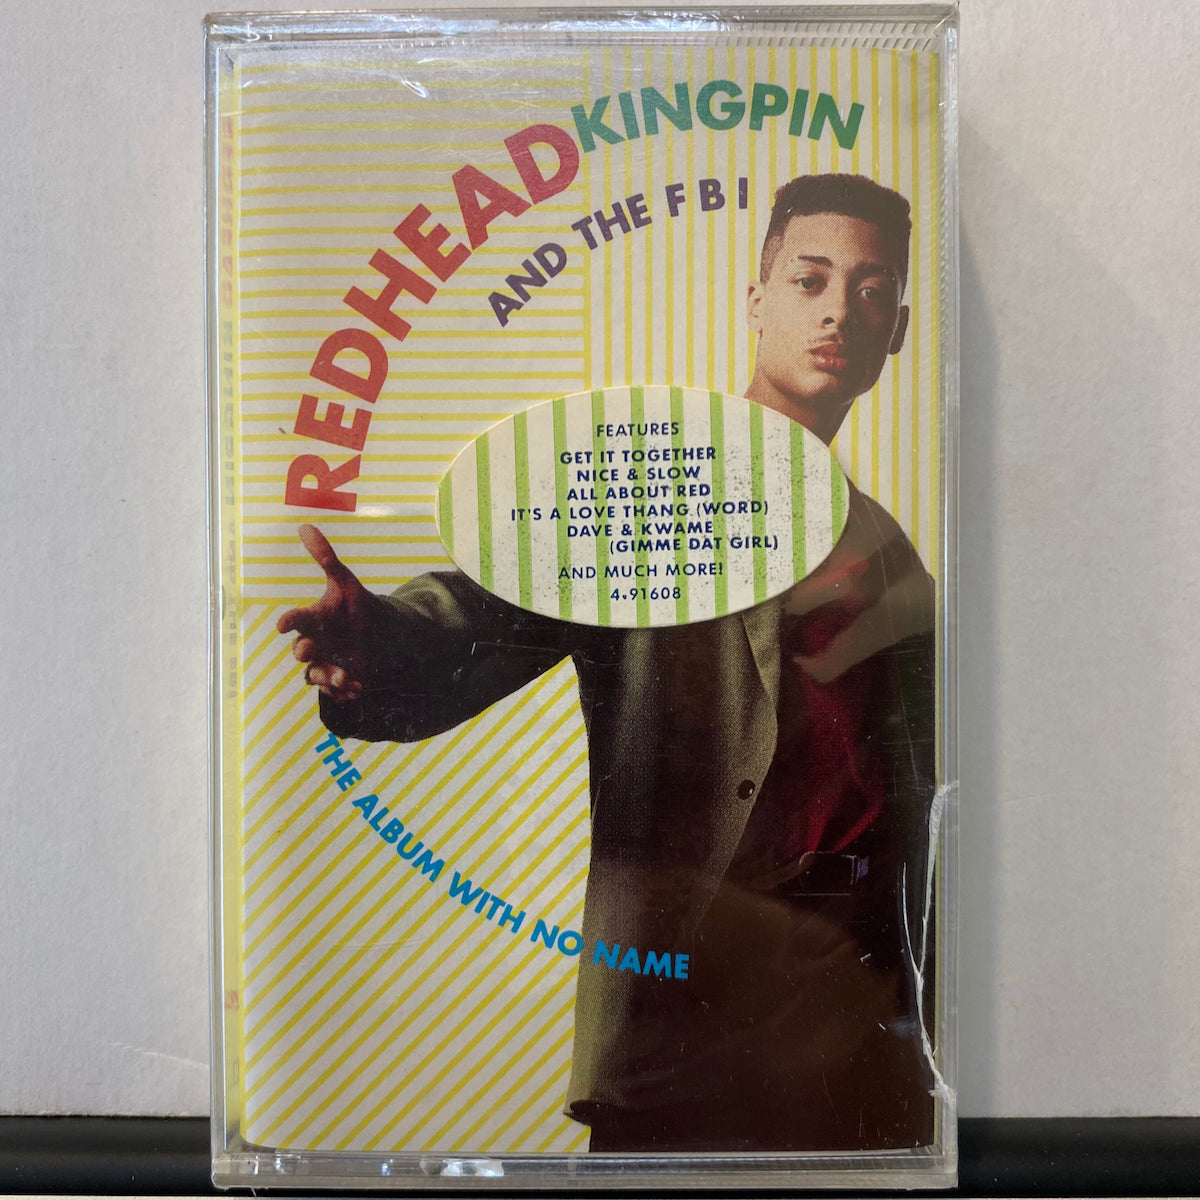 REDHEAD KINGPIN
AND THE FBI
FEATURES
GET IT TOGETHER
NICE & SLOW
ALL ABOUT RED
IT'S A LOVE THANG (WORD)
DAVE & KWAME
(GIMME DAT GIRL)
AND MUCH MORE!
4.91608
THE ALBUM WITH NO NAME